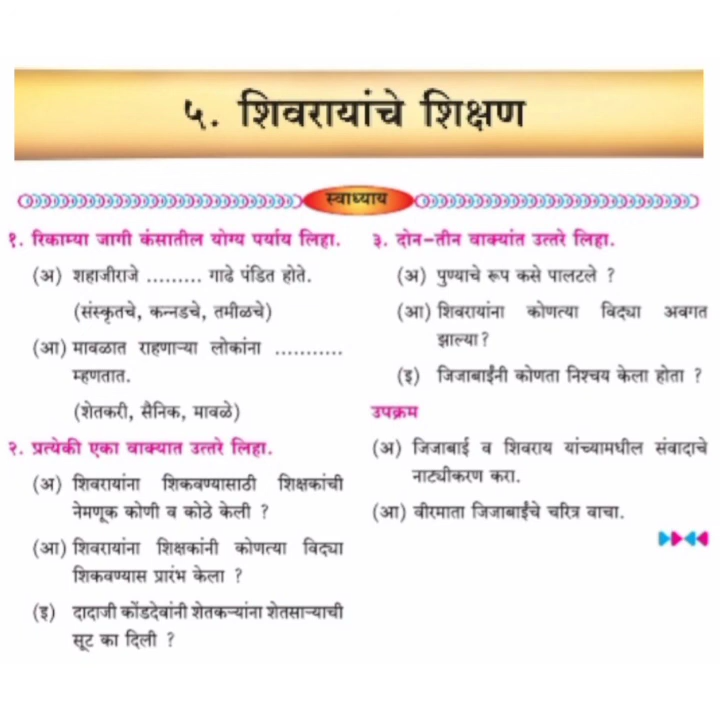 ५. शिवरायांचे शिक्षण
स्वाध्याय
१. रिकाम्या जागी कंसातील योग्य पर्याय लिहा.
(अ) शहाजीराजे ......... गाढे पंडित होते.
(संस्कृतचे, कन्नडचे, तमीळचे)
(आ) मावळात राहणाऱ्या लोकांना ...........
म्हणतात.
(शेतकरी, सैनिक, मावळे)
२. प्रत्येकी एका वाक्यात उत्तरे लिहा.
(अ) शिवरायांना शिकवण्यासाठी शिक्षकांची
नेमणूक कोणी व कोठे केली ?
(आ) शिवरायांना शिक्षकांनी कोणत्या विद्या
शिकवण्यास प्रारंभ केला ?
(इ) दादाजी कोंडदेवांनी शेतकऱ्यांना शेतसाऱ्याची
सूट का दिली ?
३. दोन-तीन वाक्यांत उत्तरे लिहा.
(अ) पुण्याचे रूप कसे पालटले ?
(आ) शिवरायांना कोणत्या विद्या अवगत
झाल्या ?
(इ) जिजाबाईंनी कोणता निश्चय केला होता ?
उपक्रम
(अ) जिजाबाई व शिवराय यांच्यामधील संवादाचे
नाट्यीकरण करा.
(आ) वीरमाता जिजाबाईंचे चरित्र वाचा.